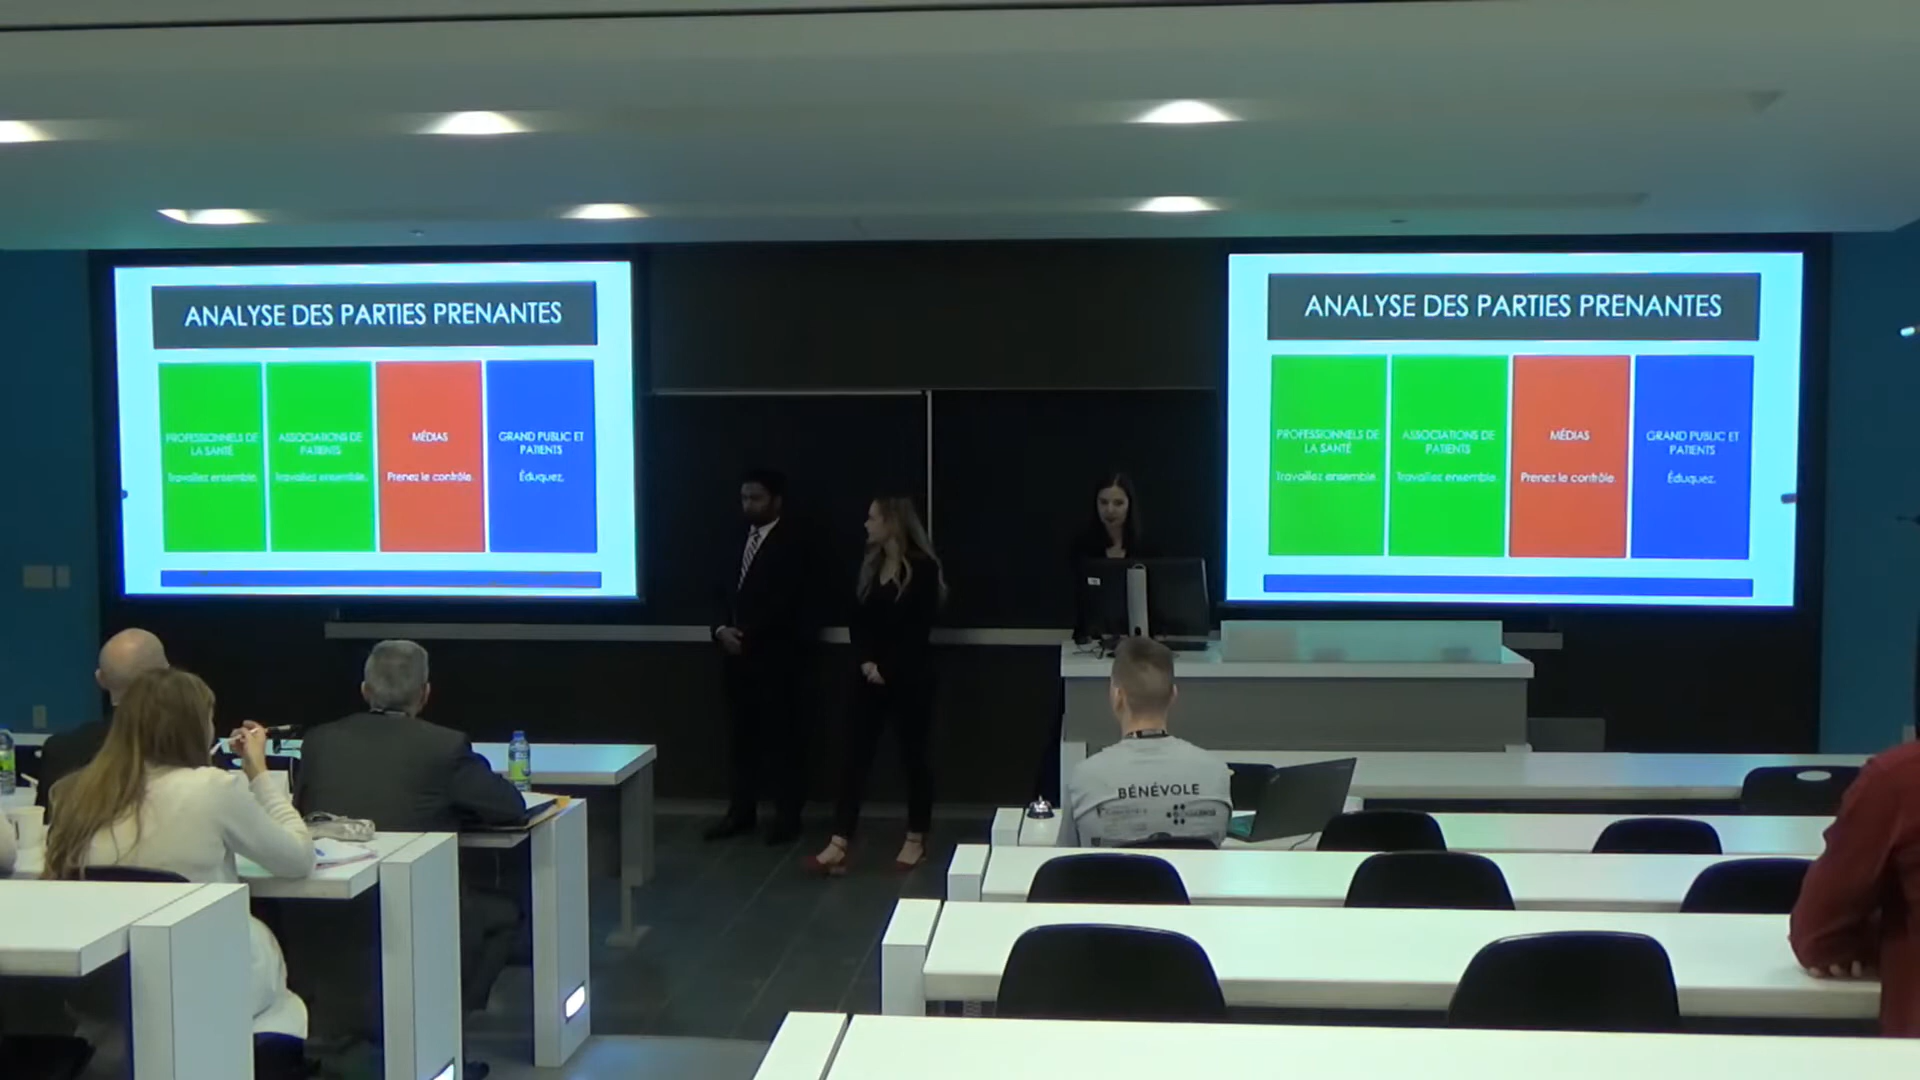 ANALYSE DES PARTIES PRENANTES
PROFESSIONNELS DE
LA SANTÉ
Travaillez ensemble.
ASSOCIATIONS DE
PATIENTS
Travaillez ensemble.
MÉDIAS
Prenez le contrôle.
GRAND PUBLIC ET
PATIENTS
Éduquez.
ANALYSE DES PARTIES PRENANTES
PROFESSIONNELS DE
LA SANTÉ
Travaillez ensemble.
ASSOCIATIONS DE
PATIENTS
Travaillez ensemble.
MÉDIAS
Prenez le contrôle.
GRAND PUBLIC ET
PATIENTS
Éduquez.
BÉNÉVOLE